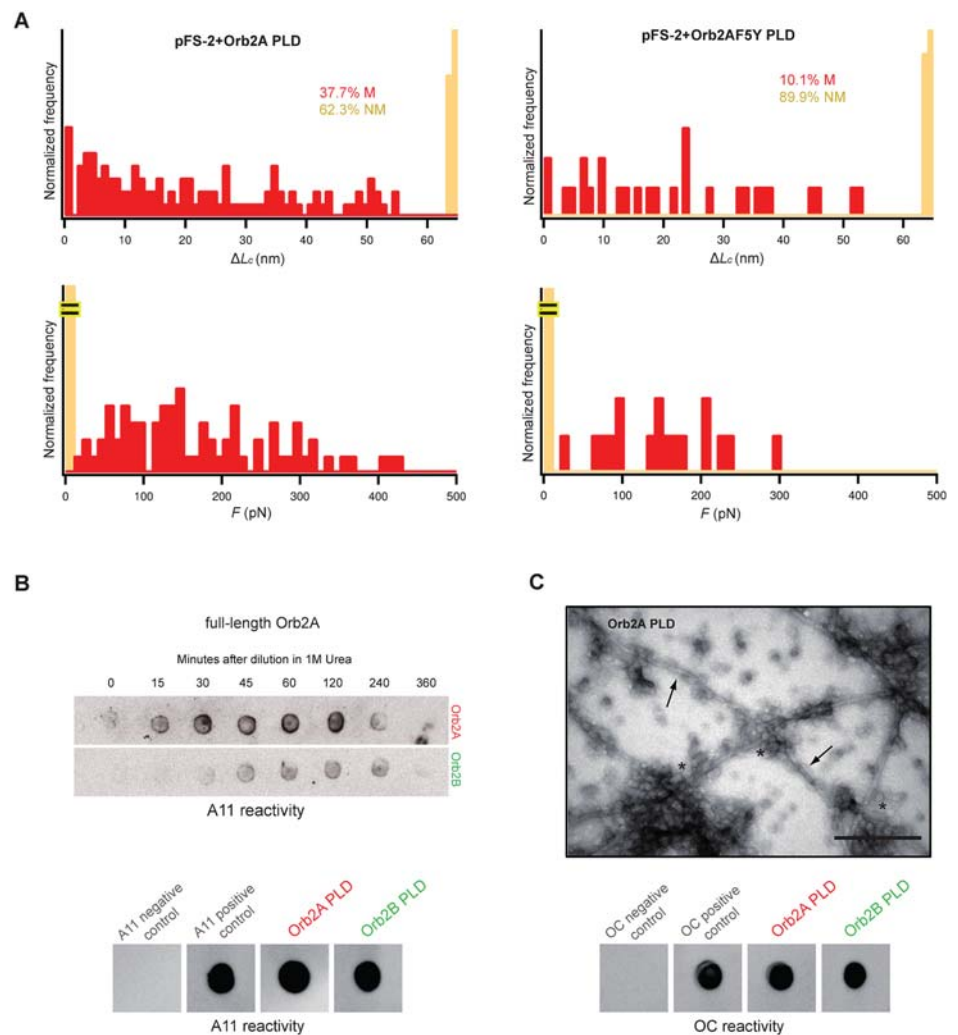 A
pFS-2+Orb2A PLD
37.7% M
62.3% NM
Normalized frequency
0 10 20 30 40 50 60
ΔLc (nm)
pFS-2+Orb2AF5Y PLD
10.1% M
89.9% NM
Normalized frequency
0 10 20 30 40 50 60
ΔLc (nm)
Normalized frequency
0 100 200 300 400 500
F (pN)
Normalized frequency
0 100 200 300 400 500
F (pN)
B
full-length Orb2A
Minutes after dilution in 1M Urea
0 15 30 45 60 120 240 360
Orb2A
Orb2B
A11 reactivity
A11 negative
control
A11 positive
control
Orb2A PLD
Orb2B PLD
A11 reactivity
C
Orb2A PLD
* * *
OC negative
control
OC positive
control
Orb2A PLD
Orb2B PLD
OC reactivity